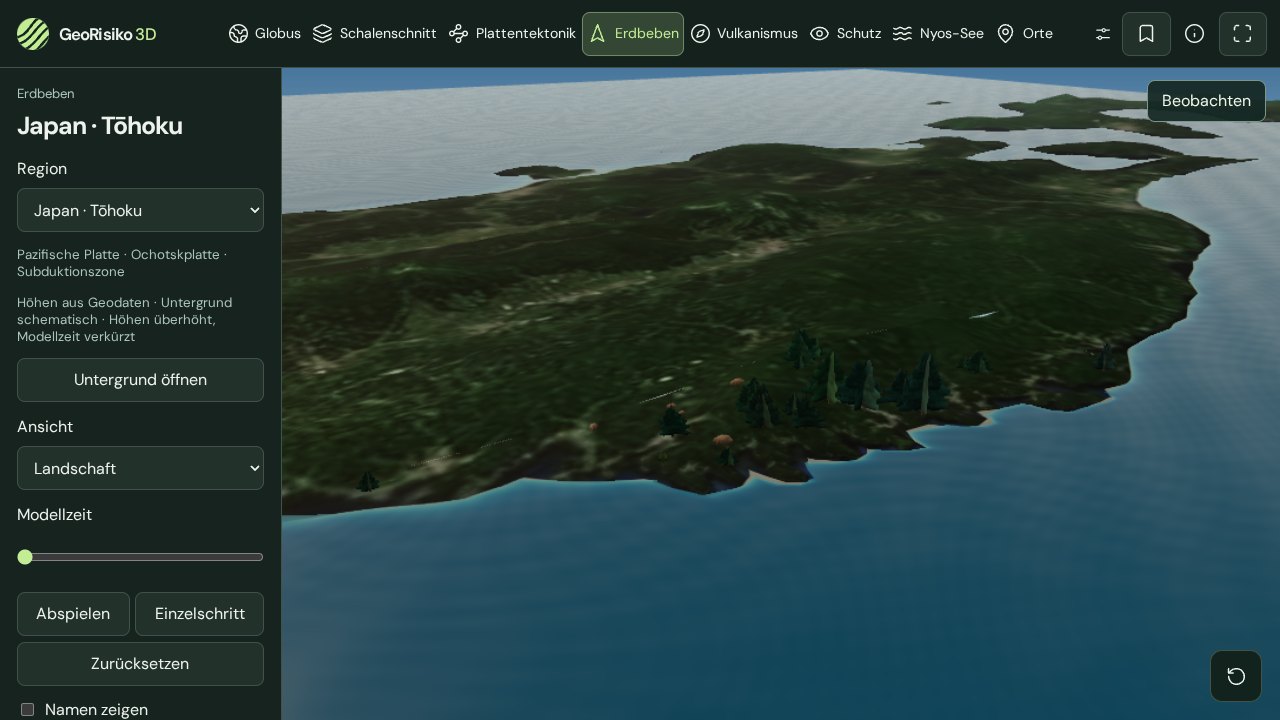 GeoRisiko 3D
Globus
Schalenschnitt
Plattentektonik
Erdbeben
Vulkanismus
Schutz
Nyos-See
Orte
Erdbeben
Japan · Tōhoku
Region
Japan · Tōhoku
Pazifische Platte · Ochotskplatte ·
Subduktionszone
Höhen aus Geodaten · Untergrund
schematisch · Höhen überhöht,
Modellzeit verkürzt
Untergrund öffnen
Ansicht
Landschaft
Modellzeit
Abspielen
Einzelschritt
Zurücksetzen
Namen zeigen
Beobachten